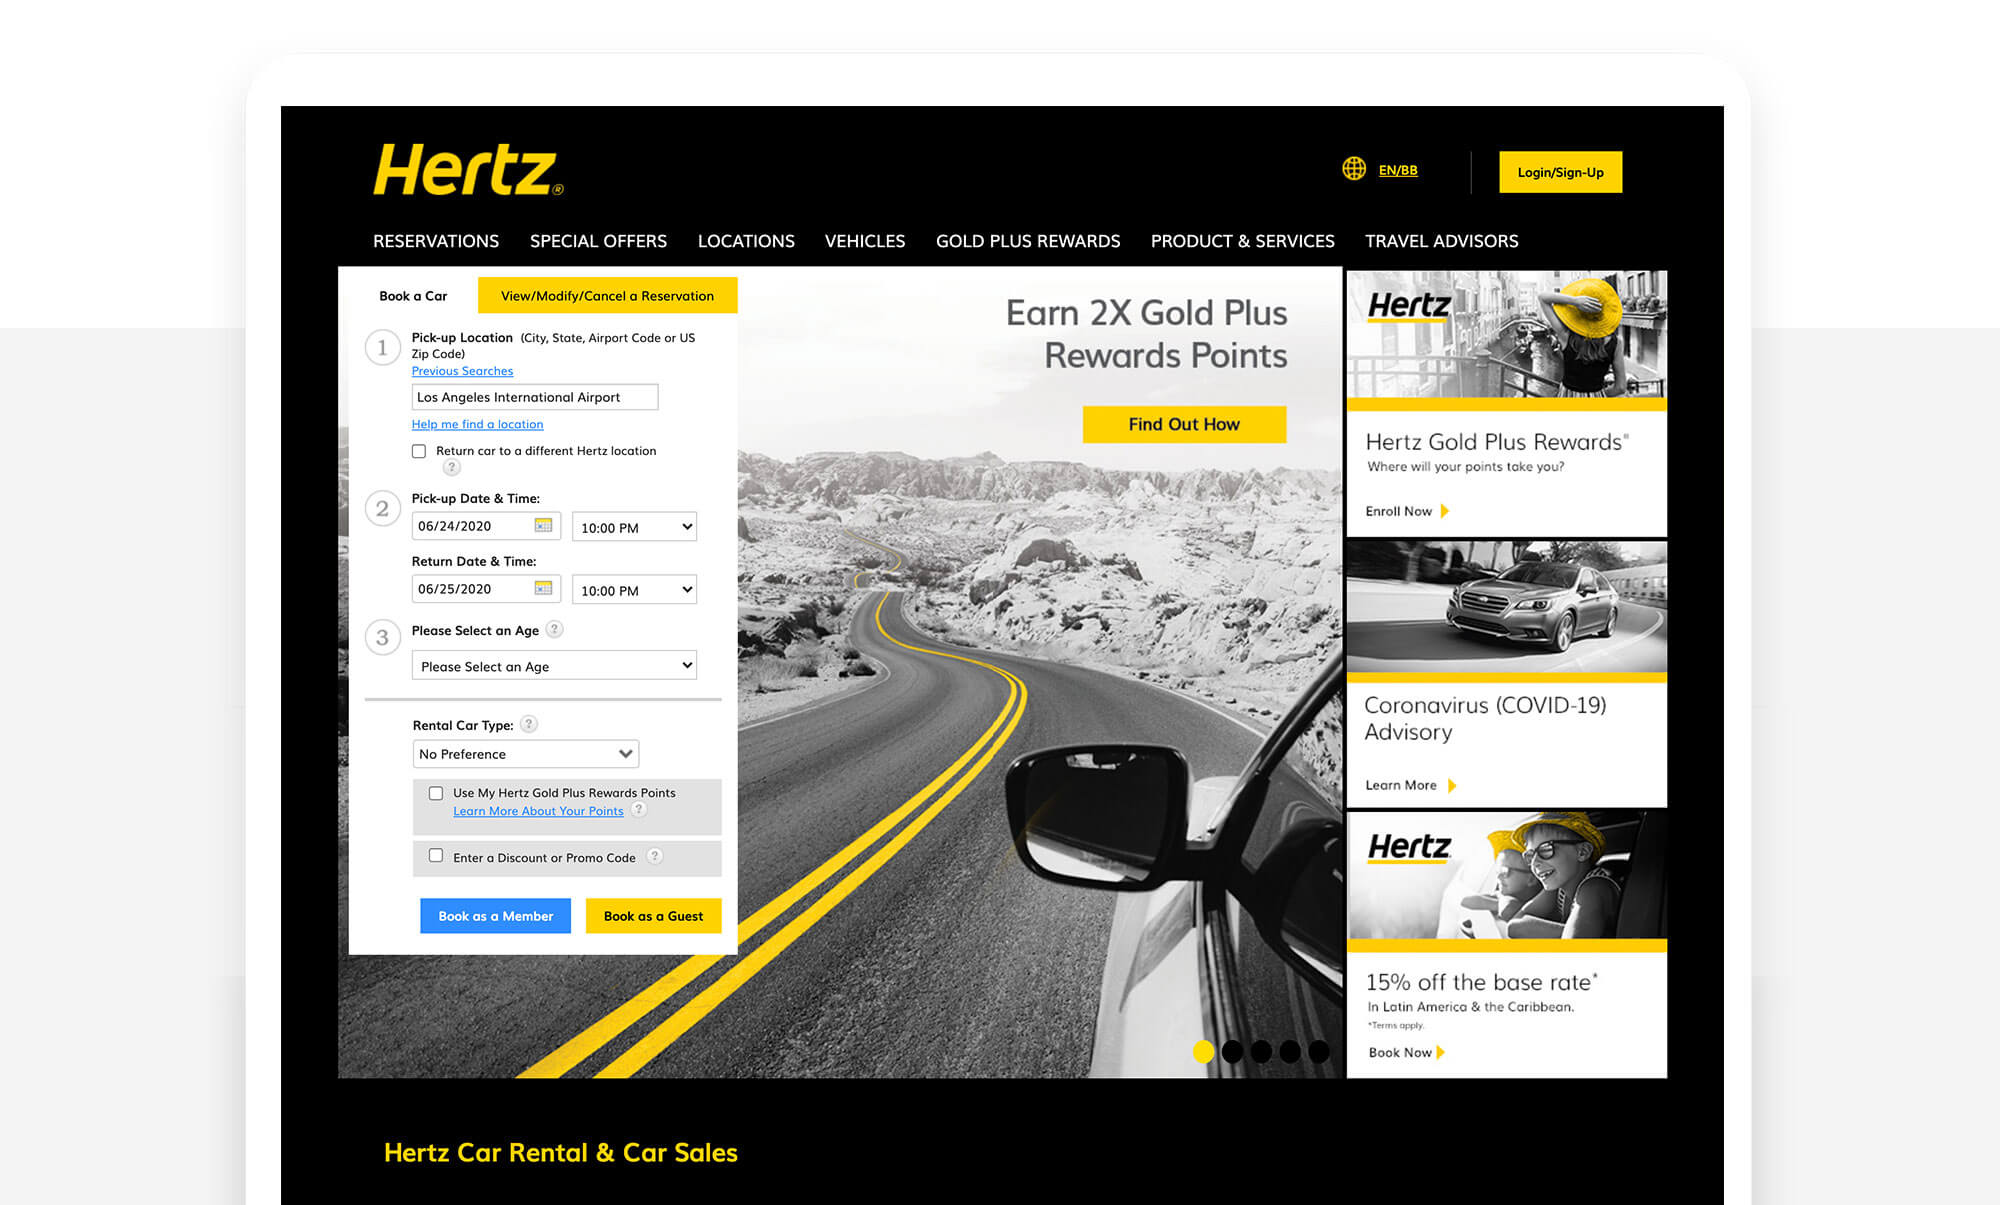 Hertz®
EN/BB
Login/Sign-Up
RESERVATIONS
SPECIAL OFFERS
LOCATIONS
VEHICLES
GOLD PLUS REWARDS
PRODUCT & SERVICES
TRAVEL ADVISORS
Book a Car
View/Modify/Cancel a Reservation
1
Pick-up Location (City, State, Airport Code or US
Zip Code)
Previous Searches
Los Angeles International Airport
Help me find a location
Return car to a different Hertz location
?
2
Pick-up Date & Time:
06/24/2020
10:00 PM
Return Date & Time:
06/25/2020
10:00 PM
3
Please Select an Age ?
Please Select an Age
Rental Car Type: ?
No Preference
Use My Hertz Gold Plus Rewards Points
Learn More About Your Points ?
Enter a Discount or Promo Code ?
Book as a Member
Book as a Guest
Earn 2X Gold Plus
Rewards Points
Find Out How
Hertz
Hertz Gold Plus Rewards®
Where will your points take you?
Enroll Now
Coronavirus (COVID-19)
Advisory
Learn More
Hertz
15% off the base rate*
In Latin America & the Caribbean.
*Terms apply.
Book Now
Hertz Car Rental & Car Sales